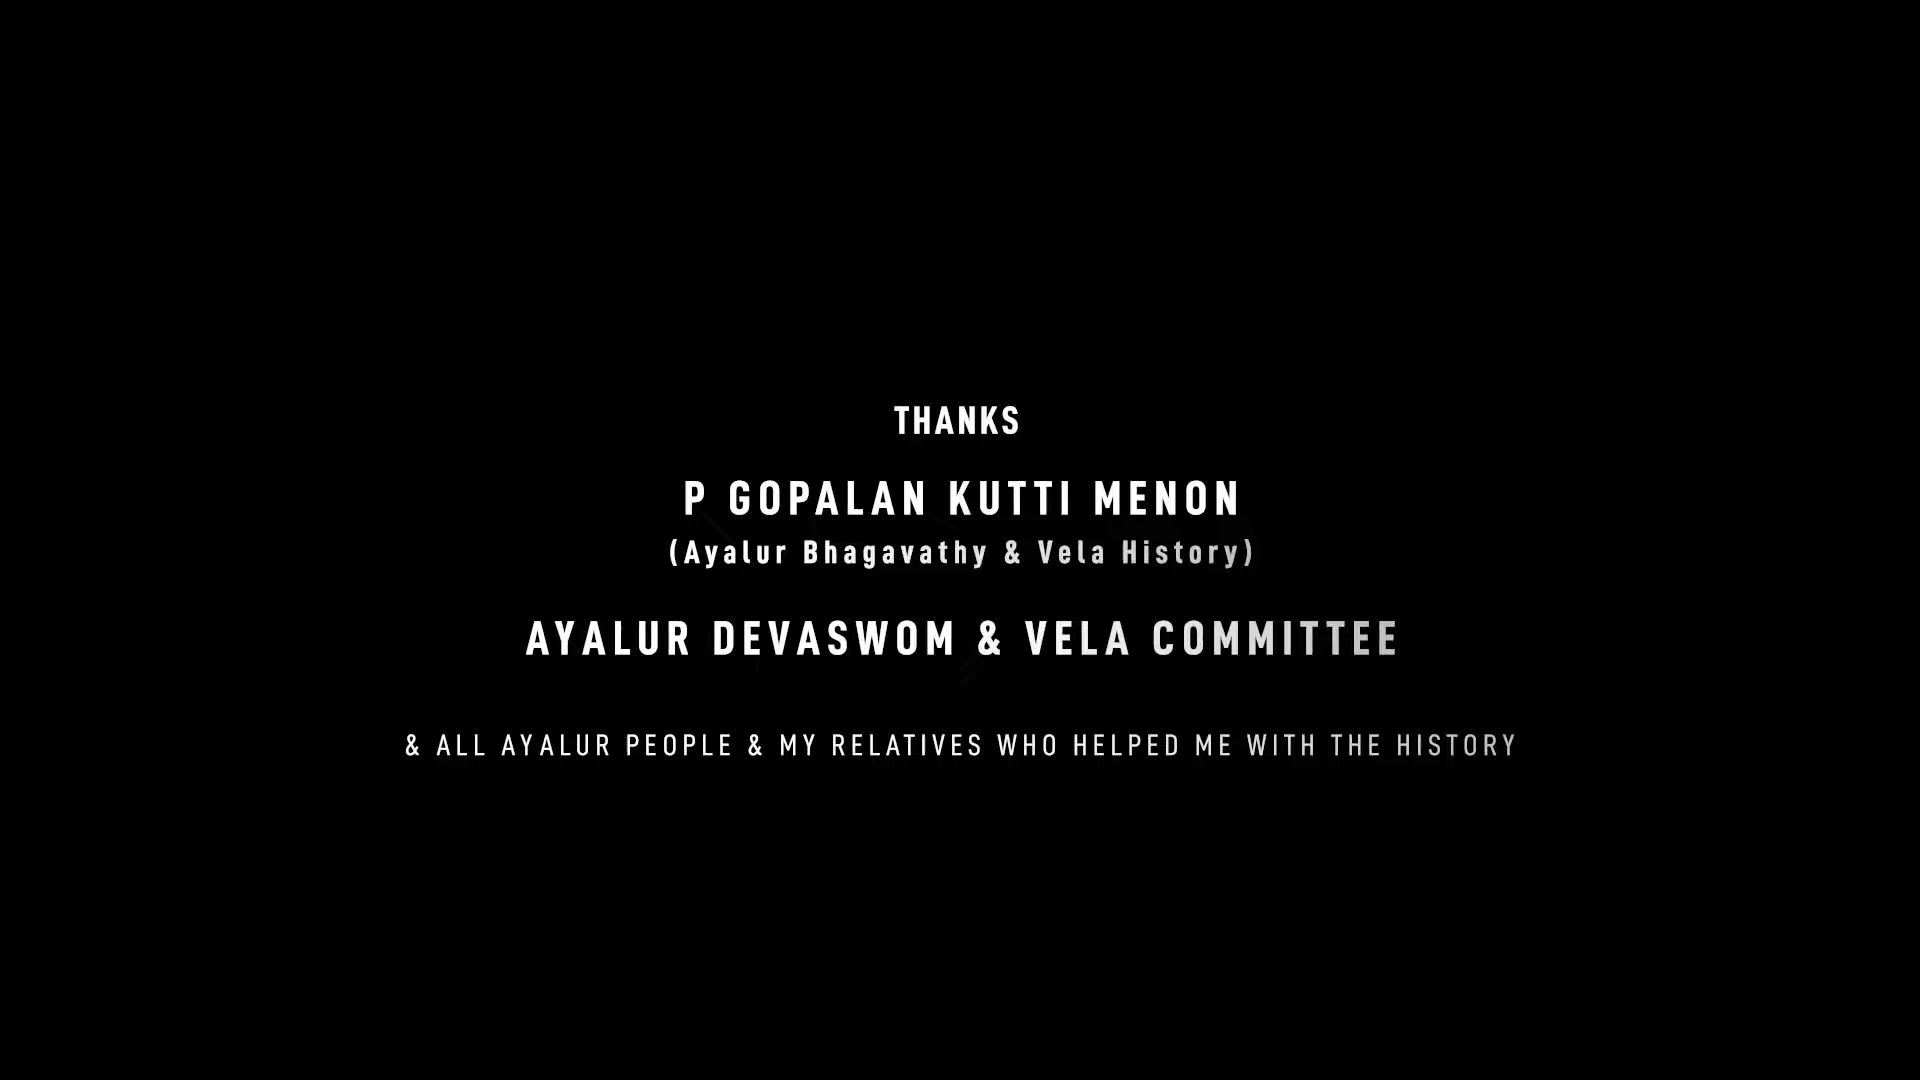 THANKS
P GOPALAN KUTTI MENON
(Ayalur Bhagavathy & Vela History)
AYALUR DEVASWOM & VELA COMMITTEE
& ALL AYALUR PEOPLE & MY RELATIVES WHO HELPED ME WITH THE HISTORY